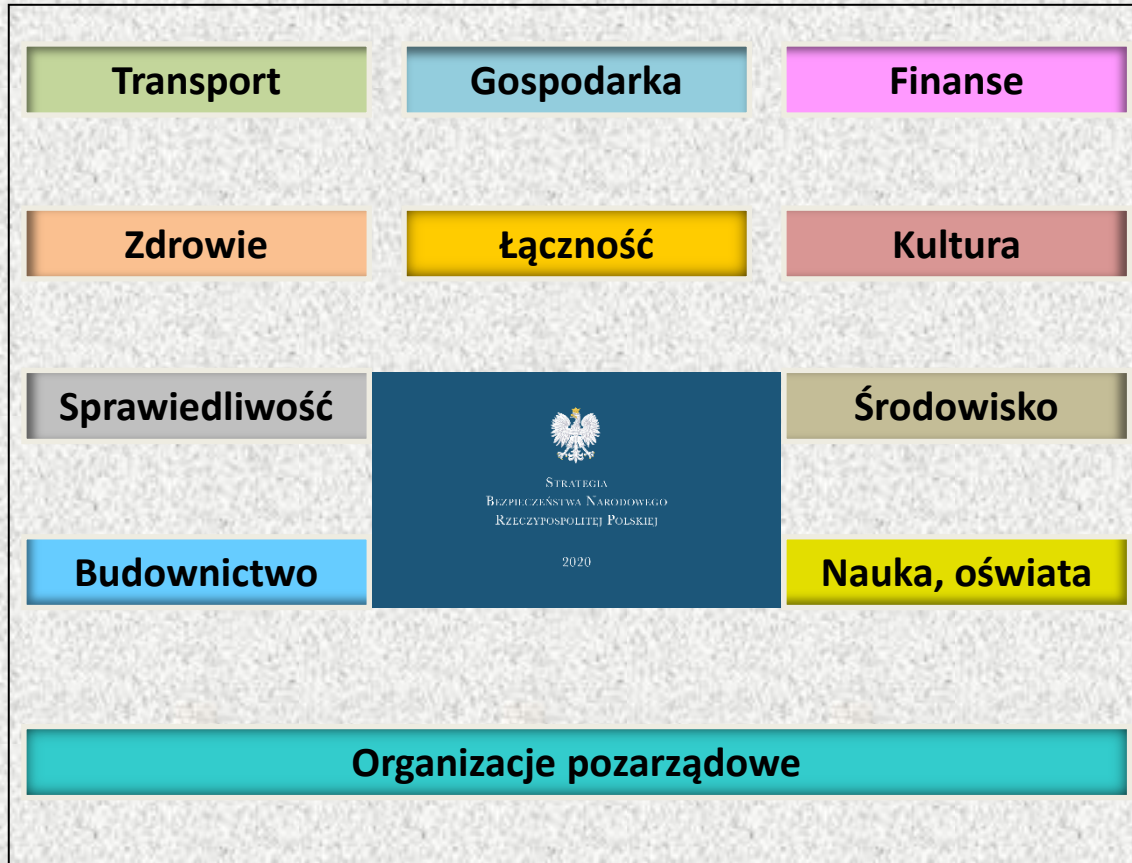 Transport
Gospodarka
Finanse
Zdrowie
Łączność
Kultura
Sprawiedliwość
Środowisko
STRATEGIA
BEZPIECZEŃSTWA NARODOWEGO
RZECZYPOSPOLITEJ POLSKIEJ
2020
Budownictwo
Nauka, oświata
Organizacje pozarządowe